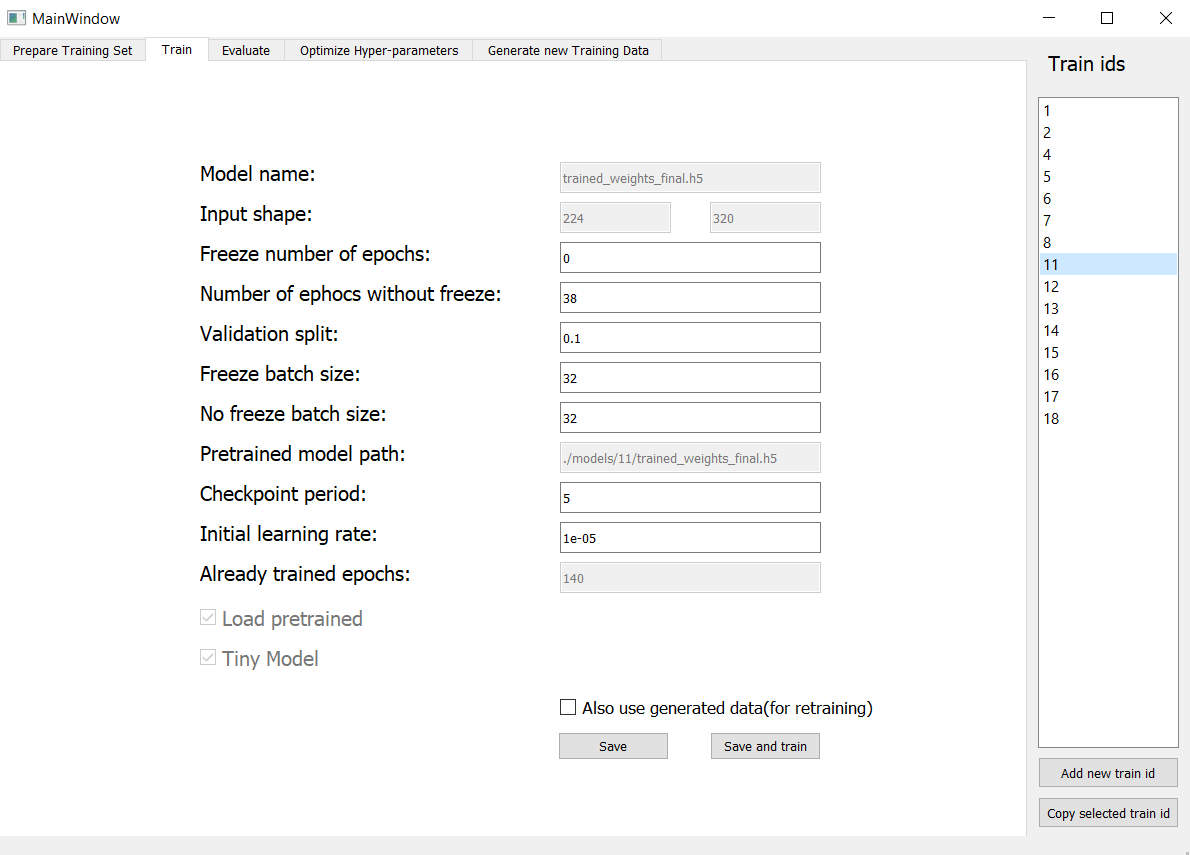 MainWindow
Prepare Training Set Train Evaluate Optimize Hyper-parameters Generate new Training Data
Train ids
Model name: trained_weights_final.h5
Input shape: 224 320
Freeze number of epochs: 0
Number of ephocs without freeze: 38
Validation split: 0.1
Freeze batch size: 32
No freeze batch size: 32
Pretrained model path: ./models/11/trained_weights_final.h5
Checkpoint period: 5
Initial learning rate: 1e-05
Already trained epochs: 140
Load pretrained
Tiny Model
Also use generated data(for retraining)
Save Save and train
1
2
4
5
6
7
8
11
12
13
14
15
16
17
18
Add new train id
Copy selected train id